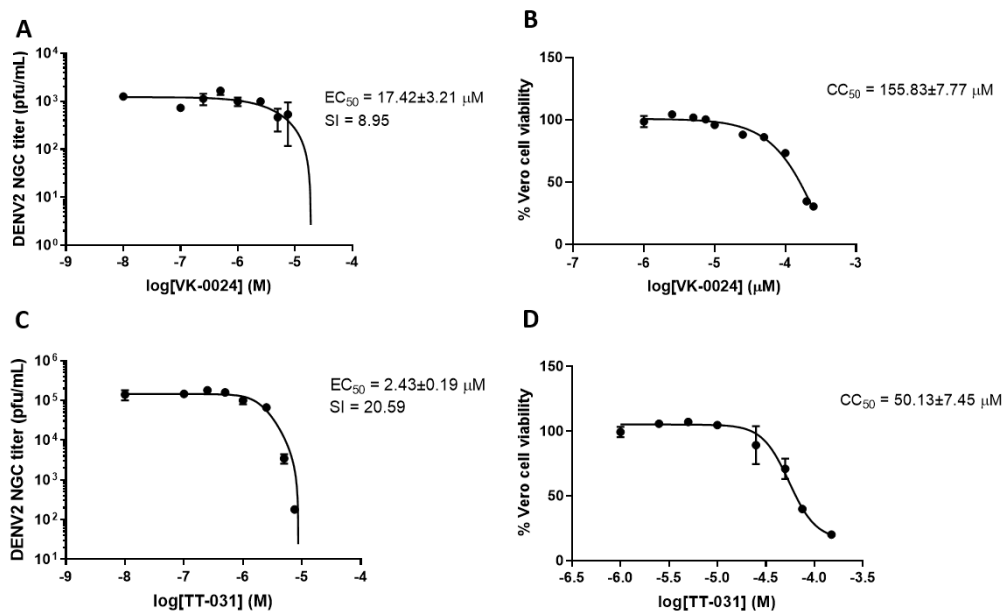 A
DENV2 NGC titer (pfu/mL)
10⁴
10³
10²
10¹
10⁰
-9
-8
-7
-6
-5
-4
log[VK-0024] (M)
EC₅₀ = 17.42±3.21 μM
SI = 8.95
B
% Vero cell viability
150
100
50
0
-7
-6
-5
-4
-3
log[VK-0024] (μM)
CC₅₀ = 155.83±7.77 μM
C
DENV2 NGC titer (pfu/mL)
10⁶
10⁵
10⁴
10³
10²
10¹
-9
-8
-7
-6
-5
-4
log[TT-031] (M)
EC₅₀ = 2.43±0.19 μM
SI = 20.59
D
% Vero cell viability
150
100
50
0
-6.5
-6.0
-5.5
-5.0
-4.5
-4.0
-3.5
log[TT-031] (M)
CC₅₀ = 50.13±7.45 μM